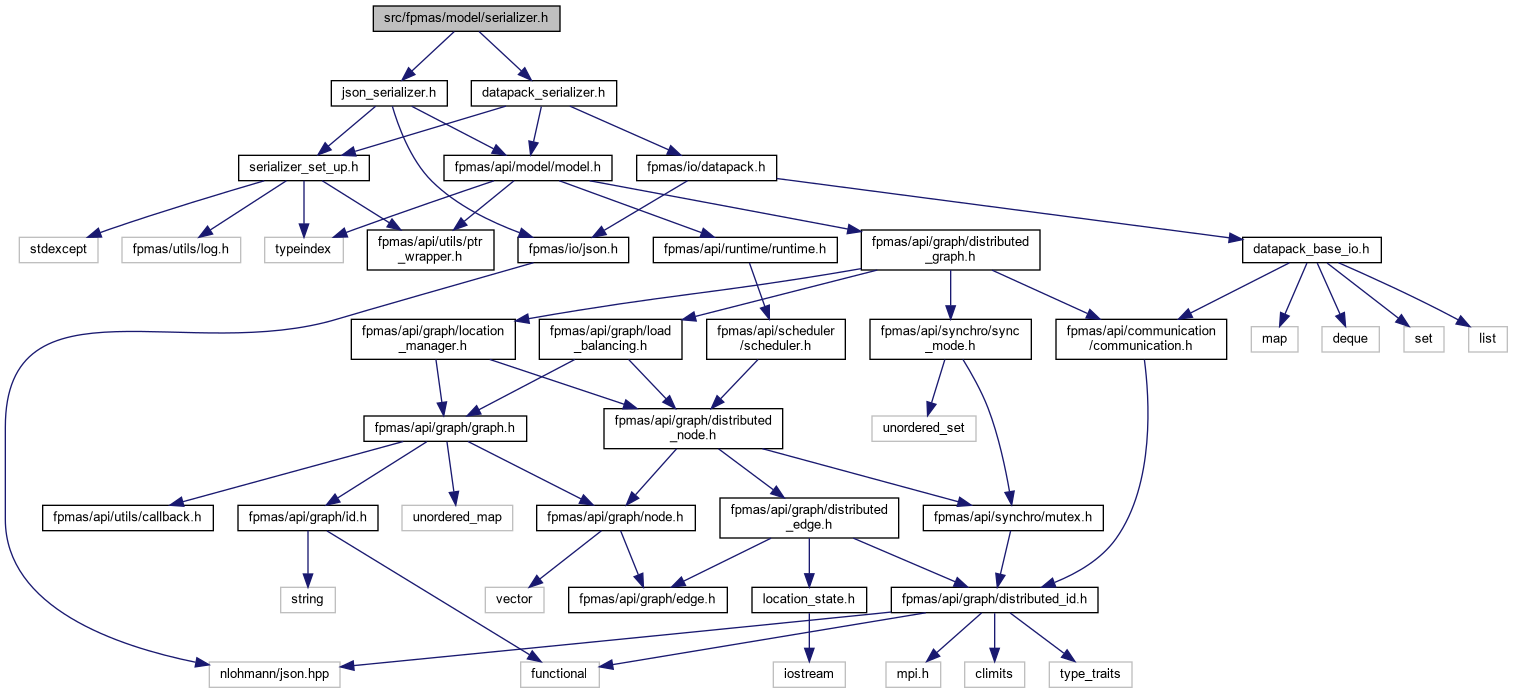 src/fpmas/model/serializer.h
json_serializer.h
datapack_serializer.h
serializer_set_up.h
fpmas/api/model/model.h
fpmas/io/datapack.h
stdexcept
fpmas/utils/log.h
typeindex
fpmas/api/utils/ptr
_wrapper.h
fpmas/io/json.h
fpmas/api/runtime/runtime.h
fpmas/api/graph/distributed
_graph.h
datapack_base_io.h
fpmas/api/graph/location
_manager.h
fpmas/api/graph/load
_balancing.h
fpmas/api/scheduler
/scheduler.h
fpmas/api/synchro/sync
_mode.h
fpmas/api/communication
/communication.h
map
deque
set
list
fpmas/api/graph/graph.h
fpmas/api/graph/distributed
_node.h
unordered_set
fpmas/api/utils/callback.h
fpmas/api/graph/id.h
unordered_map
fpmas/api/graph/node.h
fpmas/api/graph/distributed
_edge.h
fpmas/api/synchro/mutex.h
string
vector
fpmas/api/graph/edge.h
location_state.h
fpmas/api/graph/distributed_id.h
nlohmann/json.hpp
functional
iostream
mpi.h
climits
type_traits